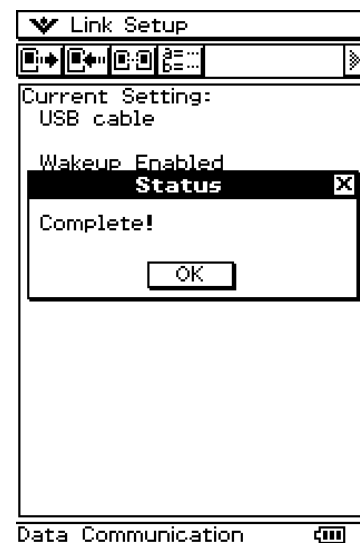 Link Setup
Current Setting:
USB cable
Wakeup Enabled
Status
Complete!
OK
Data Communication